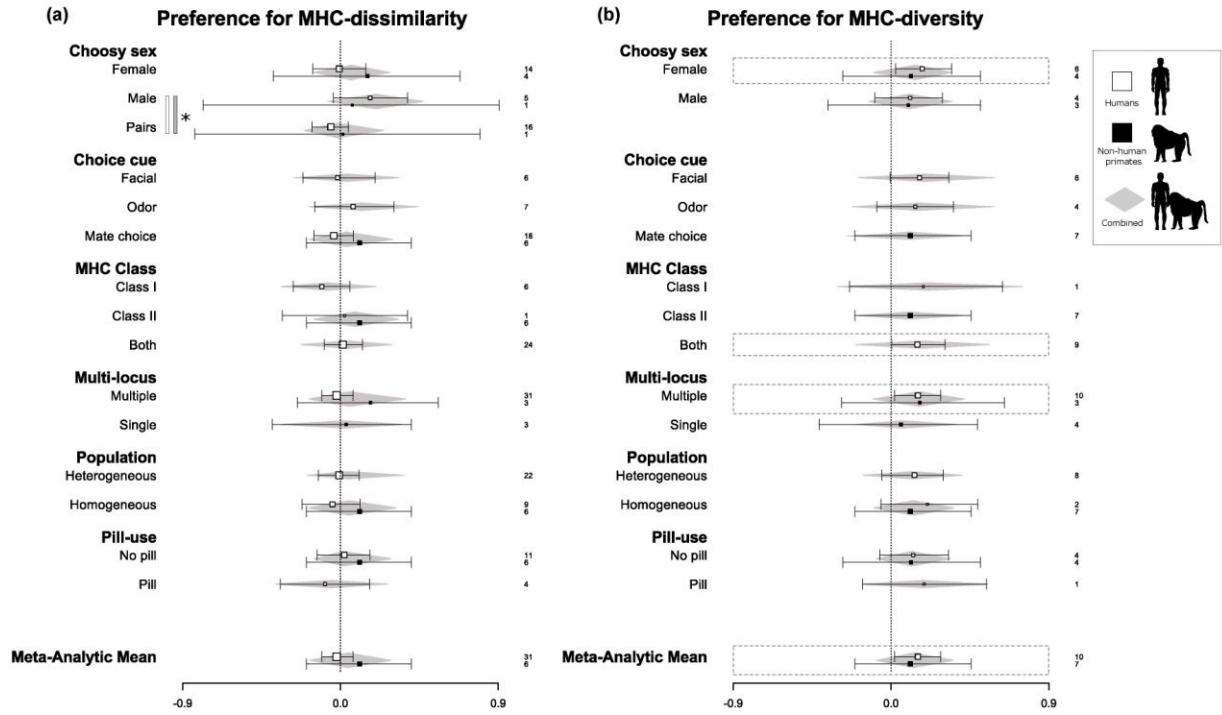 (a) Preference for MHC-dissimilarity
Choosy sex
Female 14
4
Male 5
1
*
Pairs 16
1
Choice cue
Facial 6
Odor 7
Mate choice 18
6
MHC Class
Class I 6
Class II 1
6
Both 24
Multi-locus
Multiple 31
3
Single 3
Population
Heterogeneous 22
Homogeneous 9
6
Pill-use
No pill 11
6
Pill 4
Meta-Analytic Mean 31
6
-0.9 0.0 0.9
(b) Preference for MHC-diversity
Choosy sex
Female 6
4
Male 4
3
Choice cue
Facial 6
Odor 4
Mate choice 7
MHC Class
Class I 1
Class II 7
Both 9
Multi-locus
Multiple 10
3
Single 4
Population
Heterogeneous 8
Homogeneous 2
7
Pill-use
No pill 4
4
Pill 1
Meta-Analytic Mean 10
7
-0.9 0.0 0.9
Humans
Non-human
primates
Combined